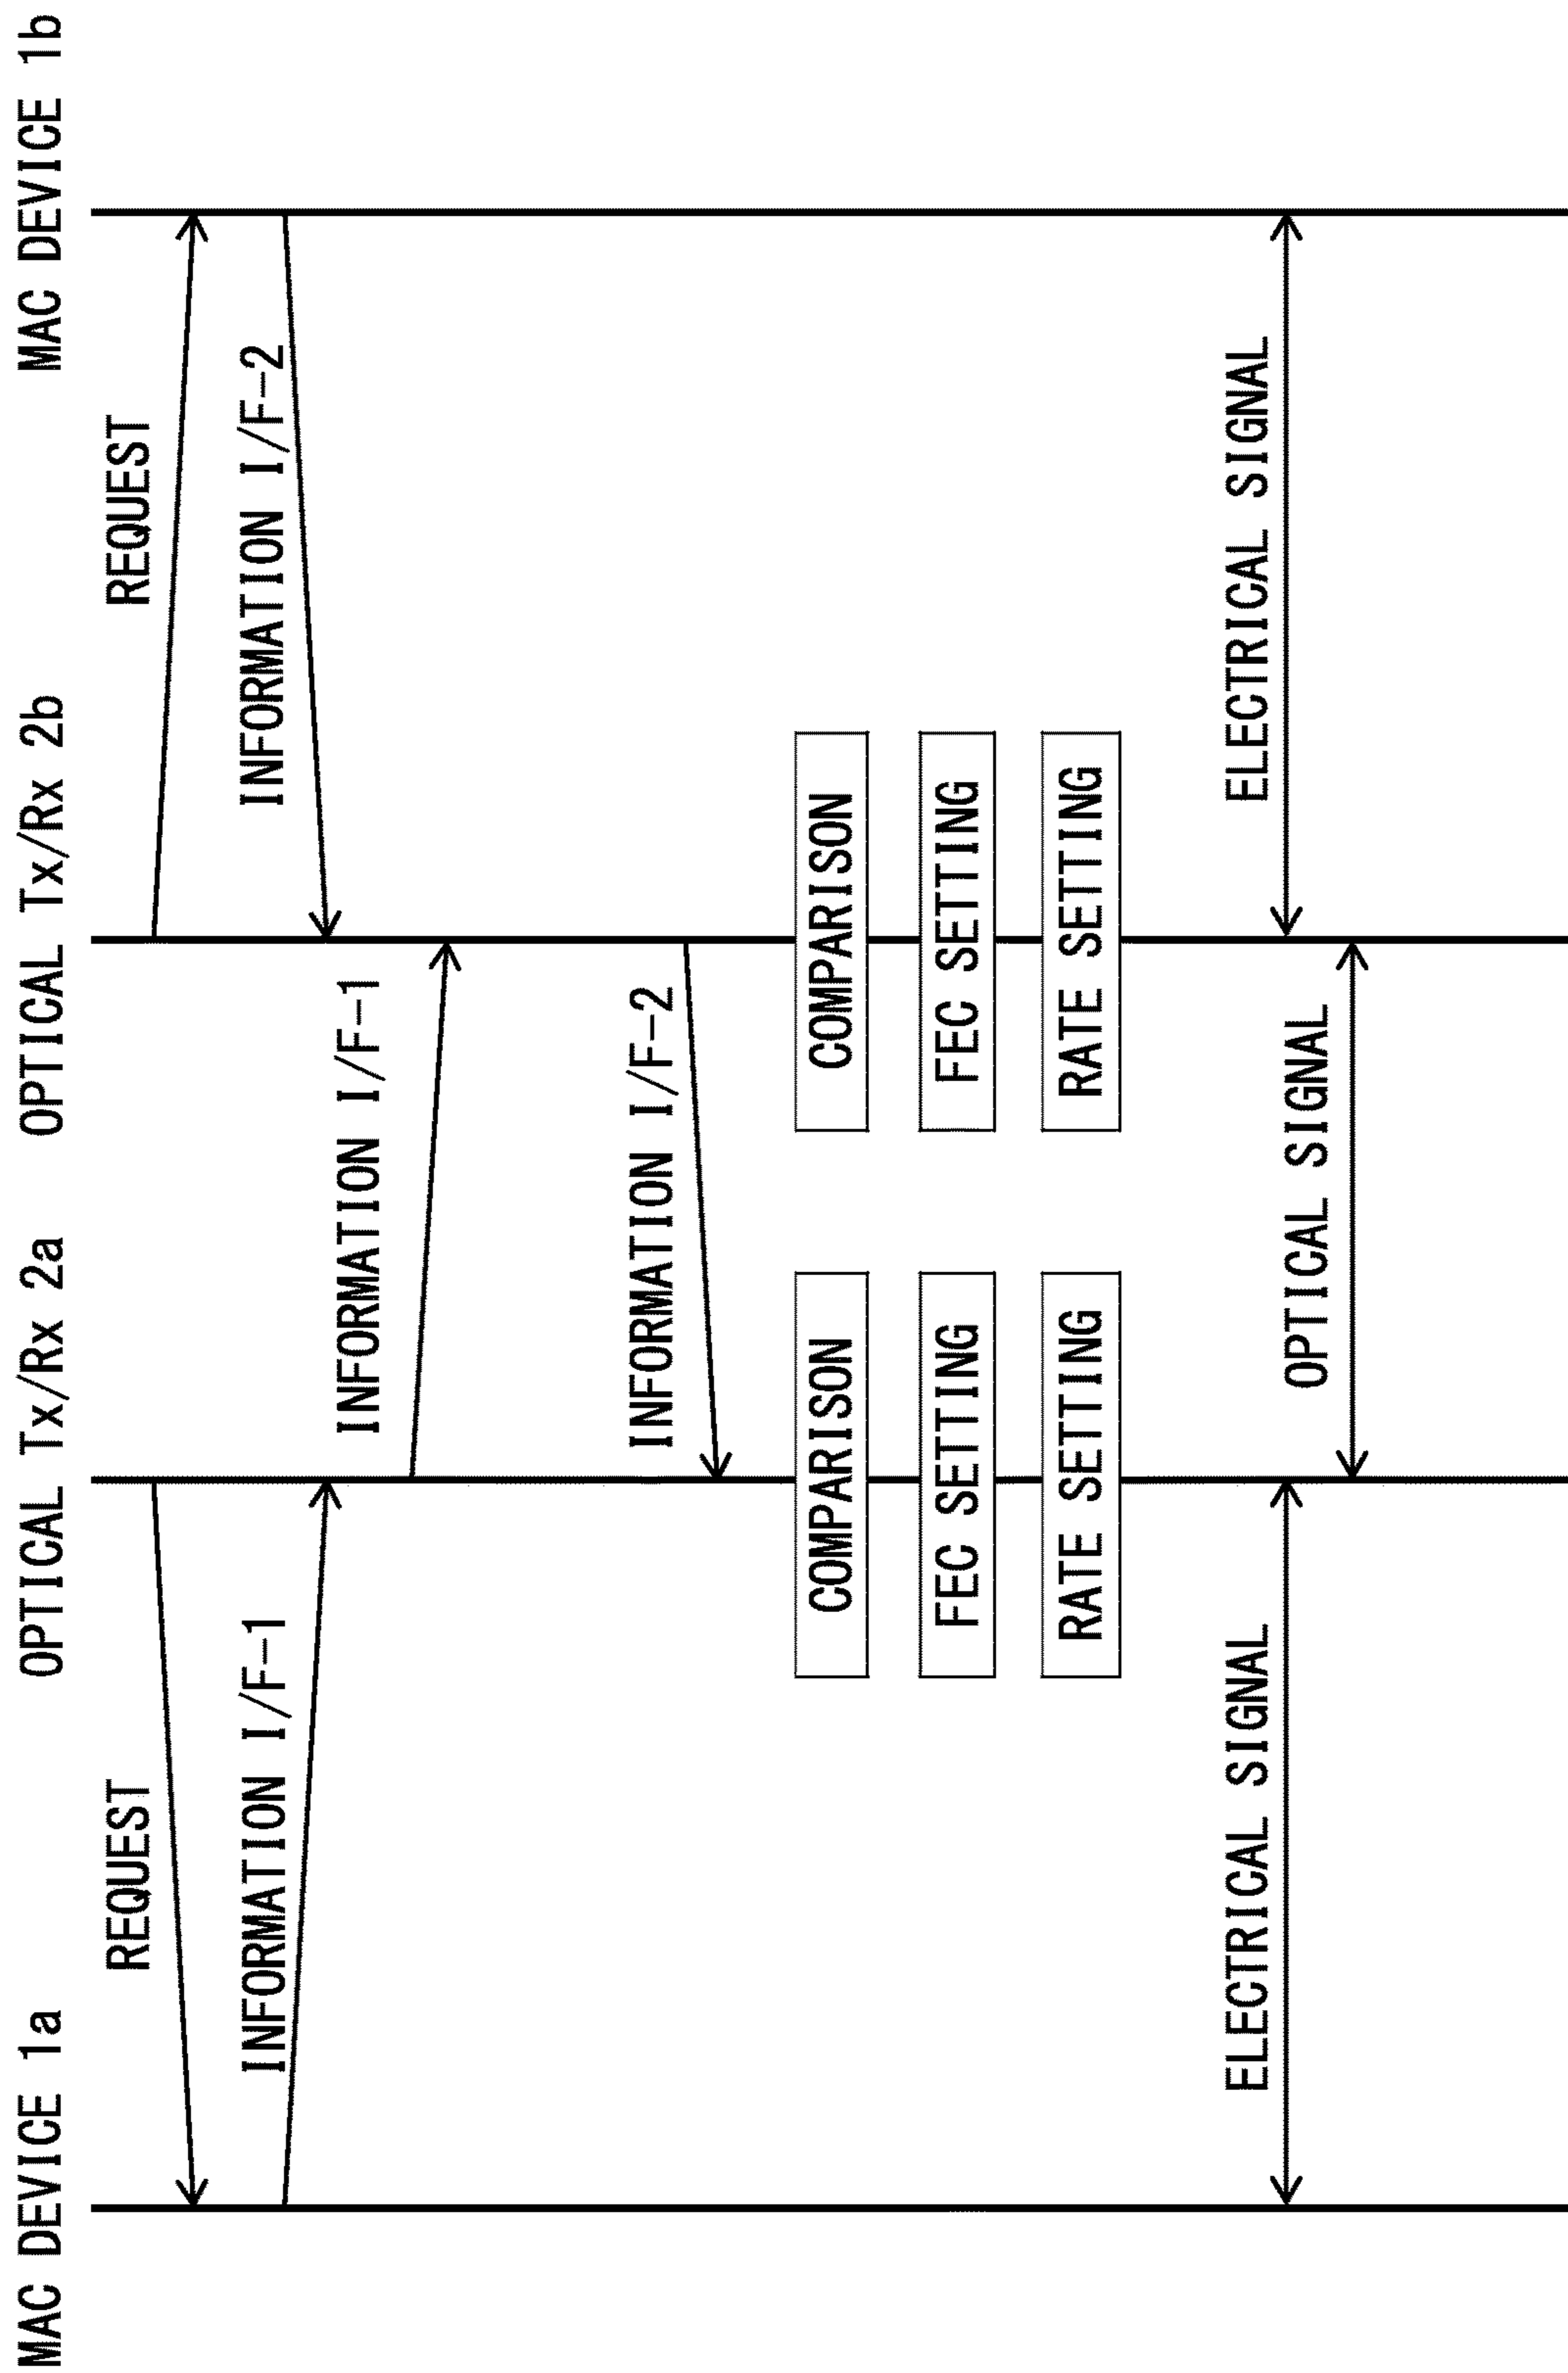 MAC DEVICE 1a
OPTICAL Tx/Rx 2a
OPTICAL Tx/Rx 2b
MAC DEVICE 1b
REQUEST
REQUEST
INFORMATION I/F-1
INFORMATION I/F-2
INFORMATION I/F-1
INFORMATION I/F-2
COMPARISON
COMPARISON
FEC SETTING
FEC SETTING
RATE SETTING
RATE SETTING
ELECTRICAL SIGNAL
ELECTRICAL SIGNAL
OPTICAL SIGNAL